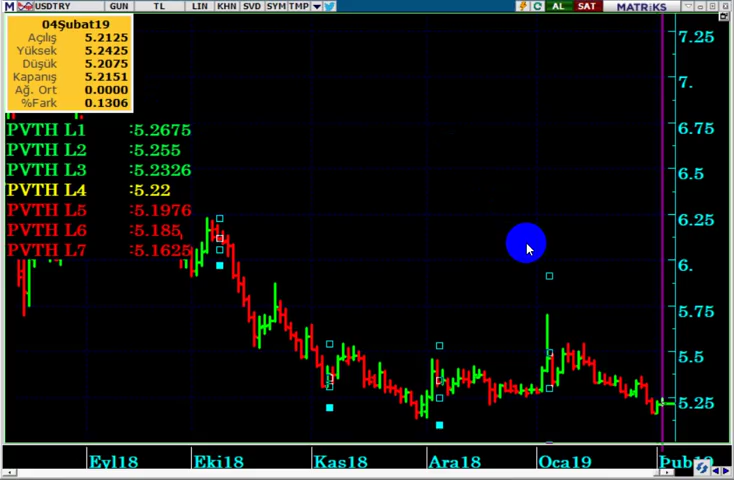 M USDTRY GUN TL LIN KHN SVD SYM TMP AL SAT MATRiKS
04Şubat19
Açılış 5.2125
Yüksek 5.2425
Düşük 5.2075
Kapanış 5.2151
Ağ. Ort 0.0000
%Fark 0.1306
PVTH L1 :5.2675
PVTH L2 :5.255
PVTH L3 :5.2326
PVTH L4 :5.22
PVTH L5 :5.1976
PVTH L6 :5.185
PVTH L7 :5.1625
7.25
7.
6.75
6.5
6.25
6.
5.75
5.5
5.25
Eyl18 Eki18 Kas18 Ara18 Oca19 Þub19